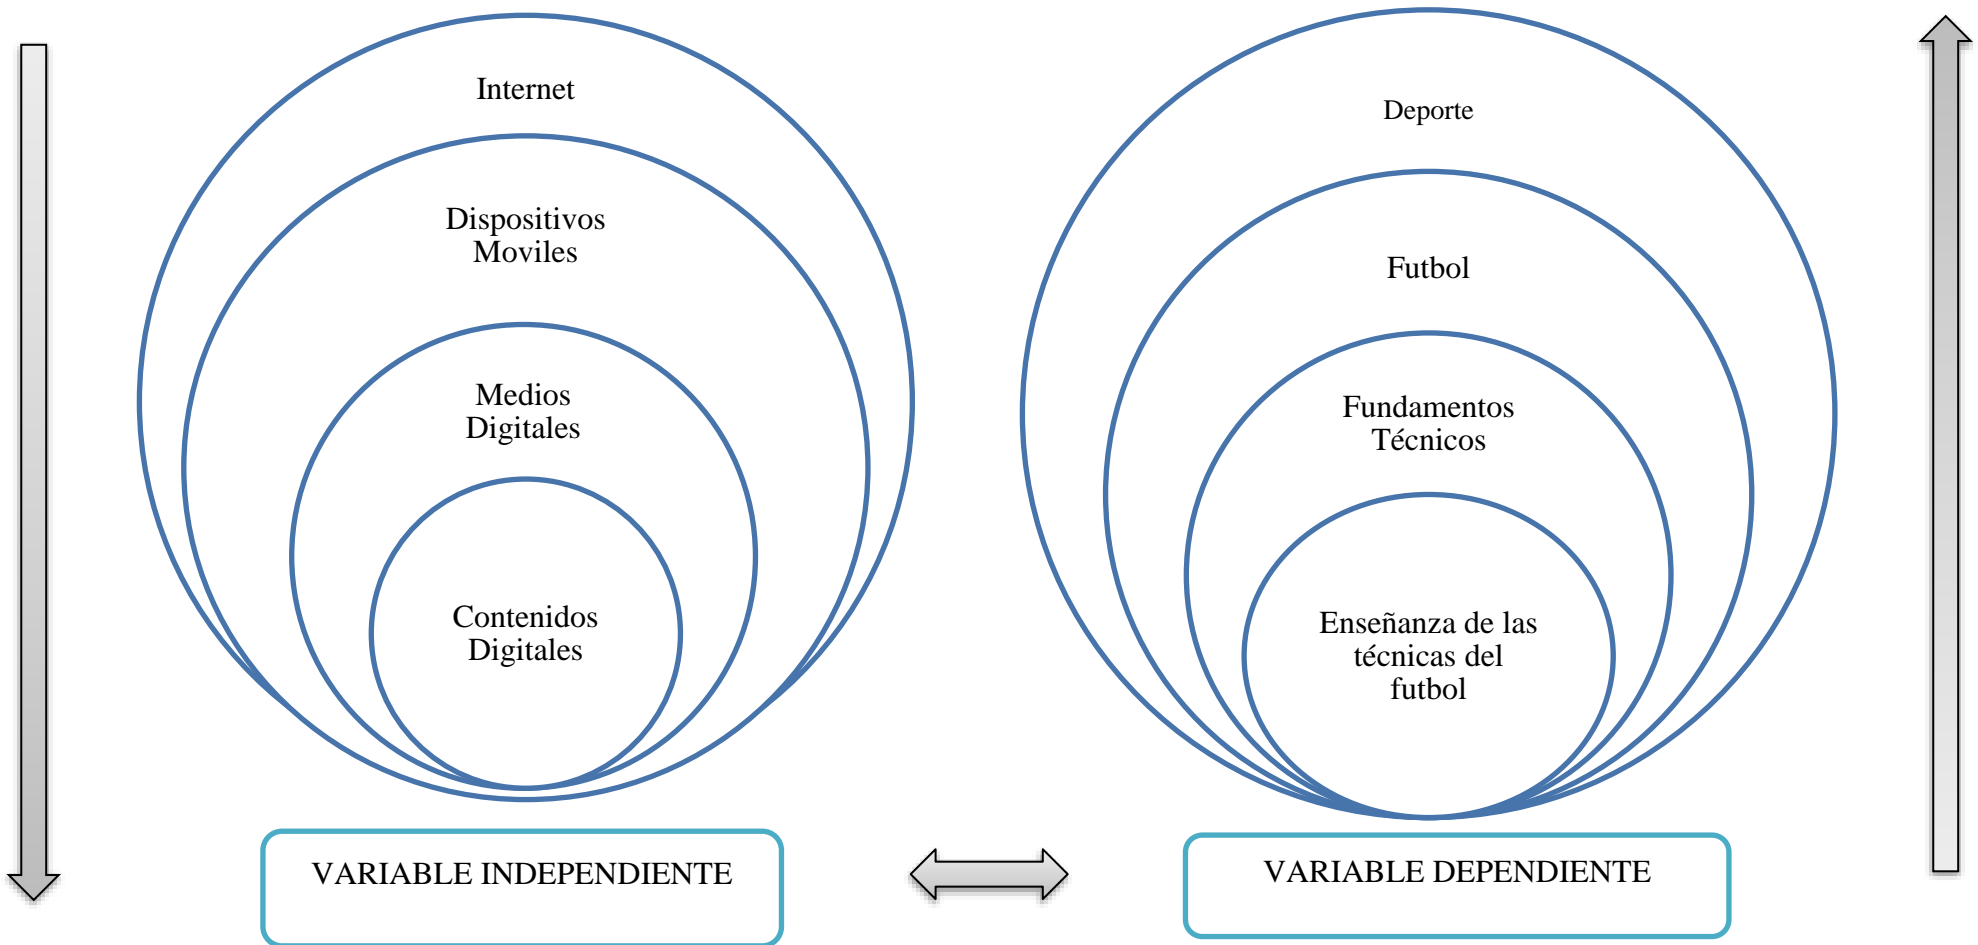 Internet
Dispositivos
Moviles
Medios
Digitales
Contenidos
Digitales
VARIABLE INDEPENDIENTE
Deporte
Futbol
Fundamentos
Técnicos
Enseñanza de las
técnicas del
futbol
VARIABLE DEPENDIENTE